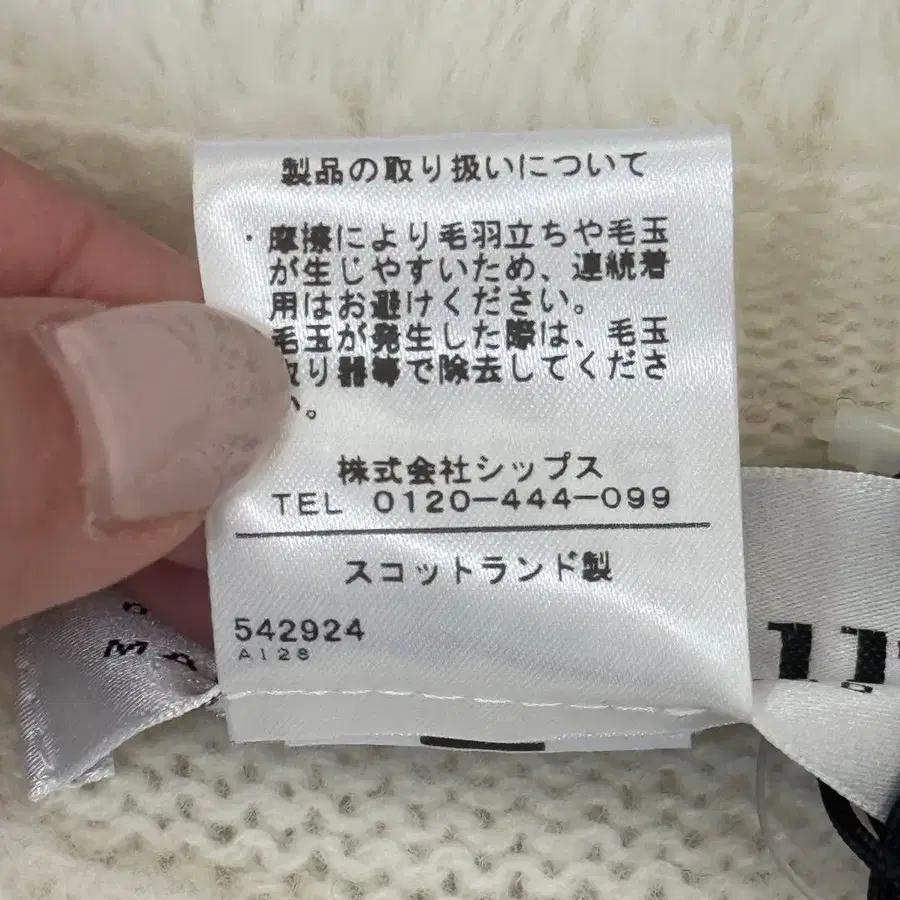 製品の取り扱いについて
・摩擦により毛羽立ちや毛玉
が生じやすいため、連続着
用はお避けください。
毛玉が発生した際は、毛玉
取り器等で除去してくださ
い。
株式会社シップス
TEL 0120-444-099
スコットランド製
542924
A128